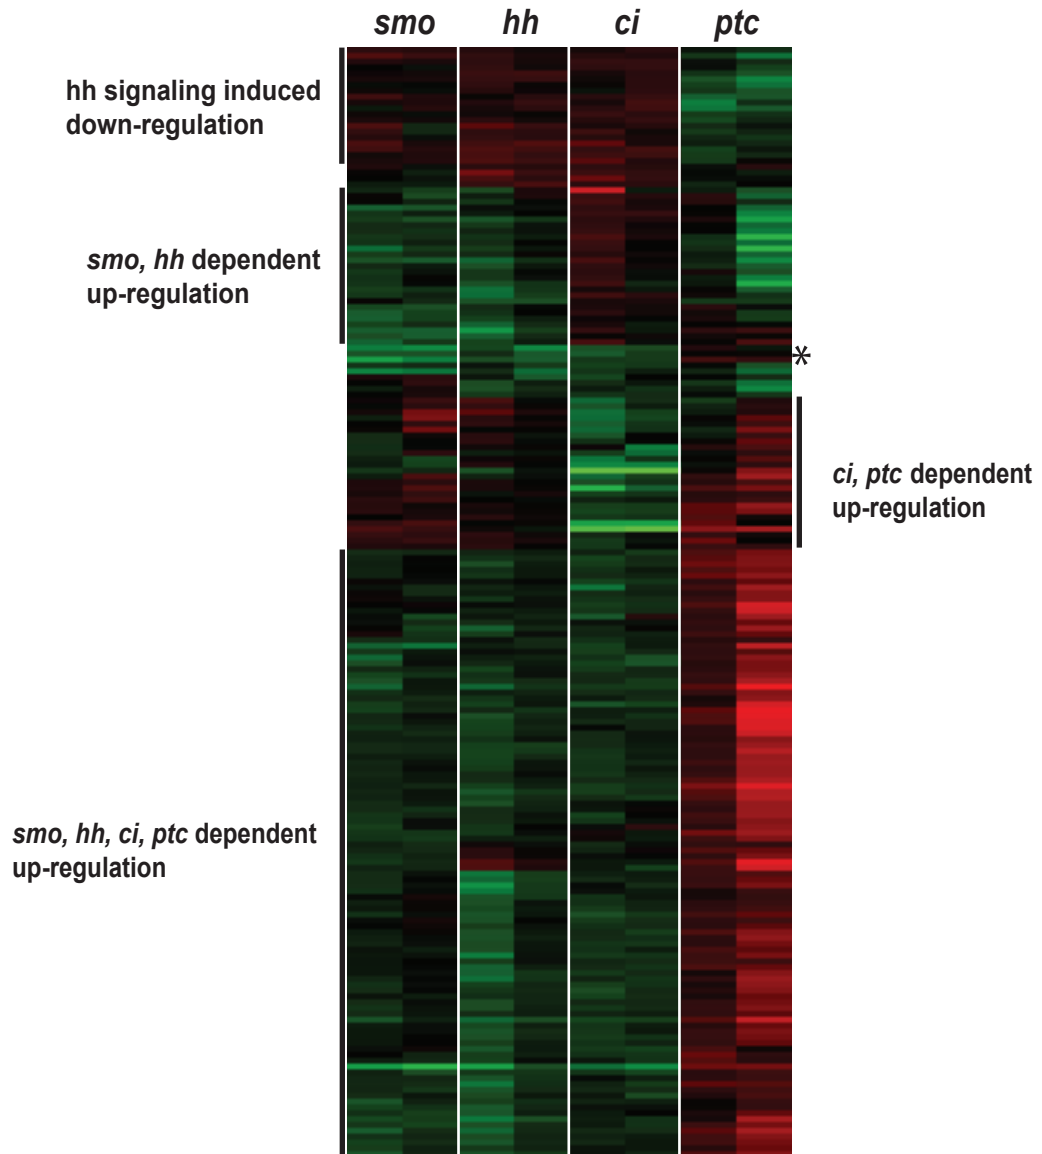 smo hh ci ptc
hh signaling induced
down-regulation
smo, hh dependent
up-regulation
*
ci, ptc dependent
up-regulation
smo, hh, ci, ptc dependent
up-regulation